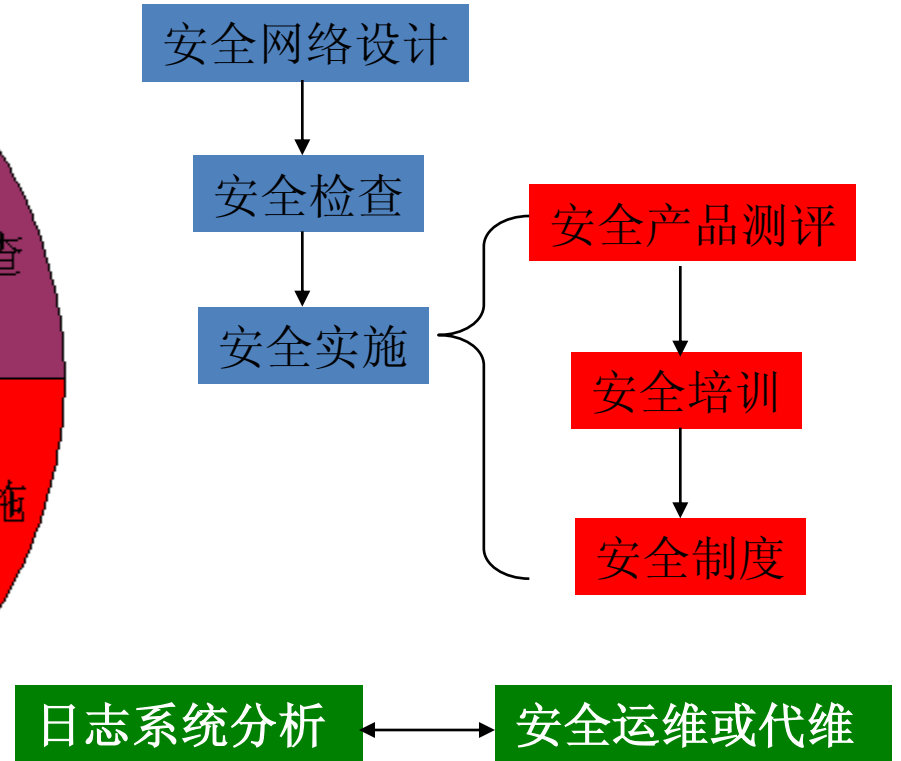 安全网络设计
安全检查
安全实施
安全产品测评
安全培训
安全制度
查
施
日志系统分析
安全运维或代维